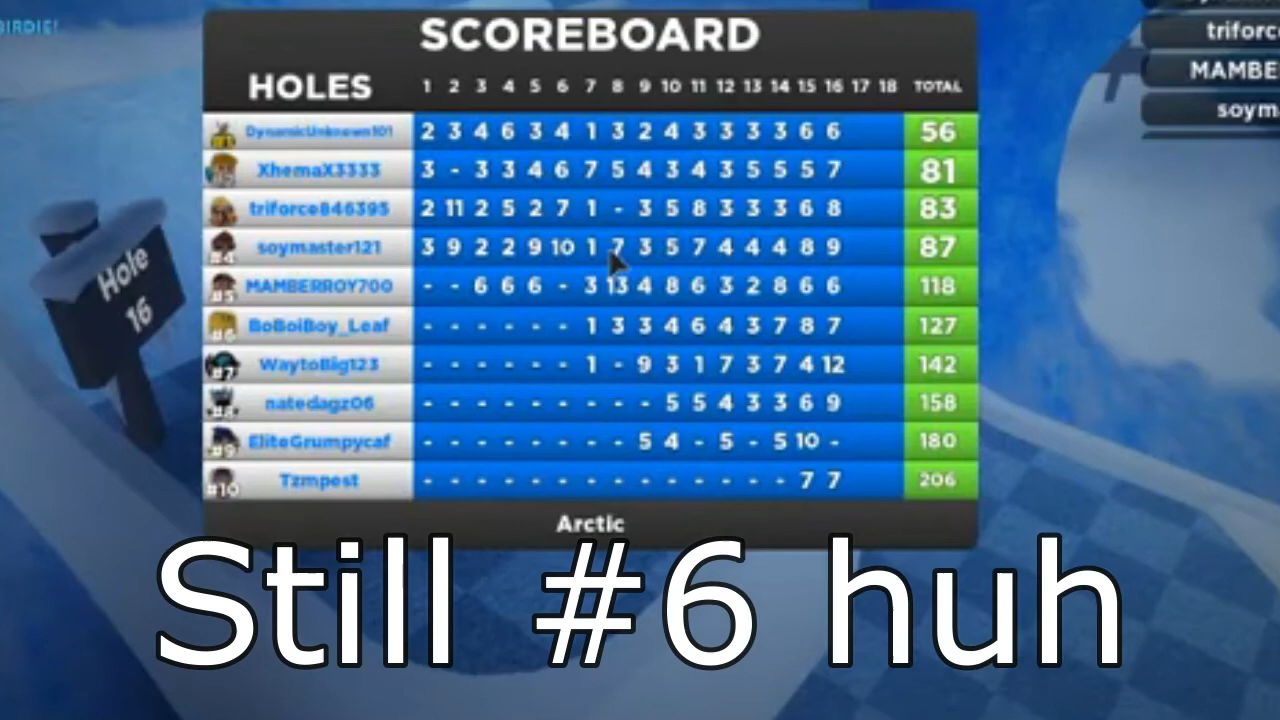 BIRDIE!
SCOREBOARD
HOLES 1 2 3 4 5 6 7 8 9 10 11 12 13 14 15 16 17 18 TOTAL
DynamicUnknown101 2 3 4 6 3 4 1 3 2 4 3 3 3 3 6 6 56
XhemaX3333 3 - 3 3 4 6 7 5 4 3 4 3 5 5 5 7 81
triforce846395 2 11 2 5 2 7 1 - 3 5 8 3 3 3 6 8 83
#4 soymaster121 3 9 2 2 9 10 1 7 3 5 7 4 4 4 8 9 87
#5 MAMBERROY700 - - 6 6 6 - 3 13 4 8 6 3 2 8 6 6 118
#6 BoBoiBoy_Leaf - - - - - - 1 3 3 4 6 4 3 7 8 7 127
#7 WaytoBig123 - - - - - - 1 - 9 3 1 7 3 7 4 12 142
#8 natedagz06 - - - - - - - - - 5 5 4 3 3 6 9 158
#9 EliteGrumpycaf - - - - - - - - 5 4 - 5 - 5 10 - 180
#10 Tzmpest - - - - - - - - - - - - - - 7 7 206
Arctic
triforc
MAMBE
soym
Hole
16
Still #6 huh